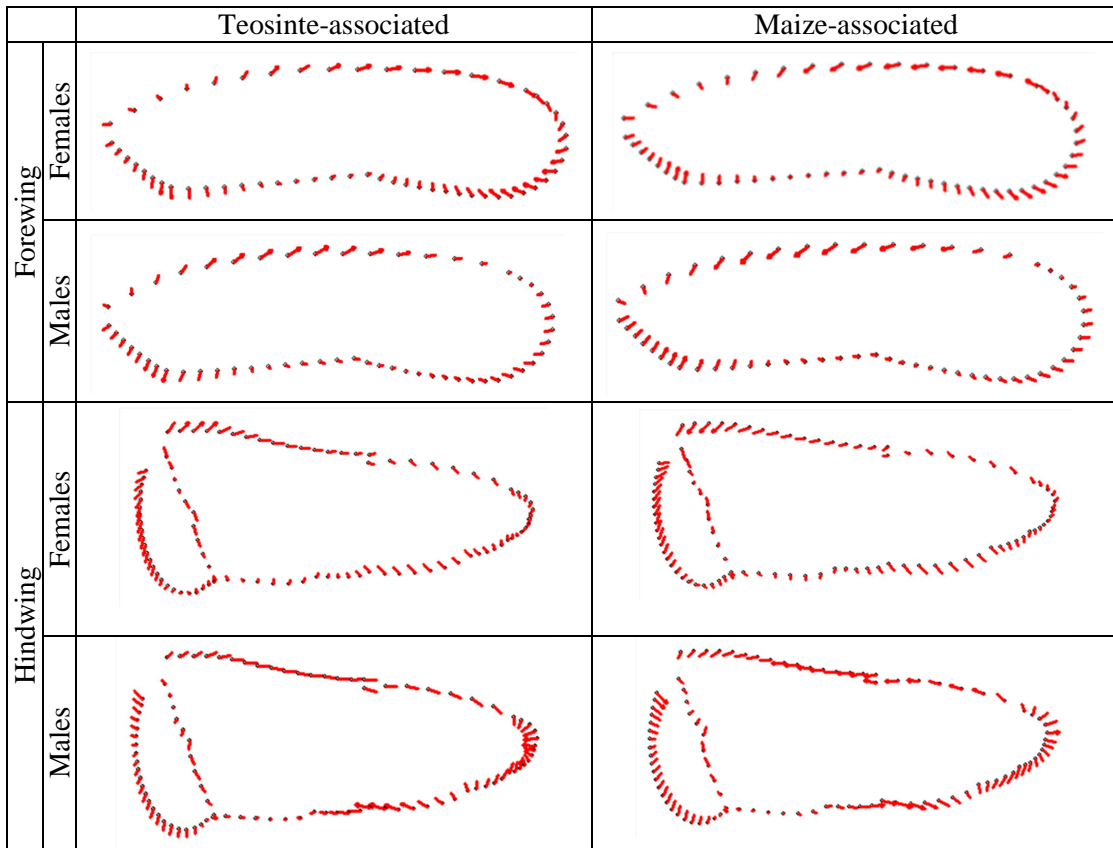 Teosinte-associated
Maize-associated
Forewing
Females
Males
Hindwing
Females
Males